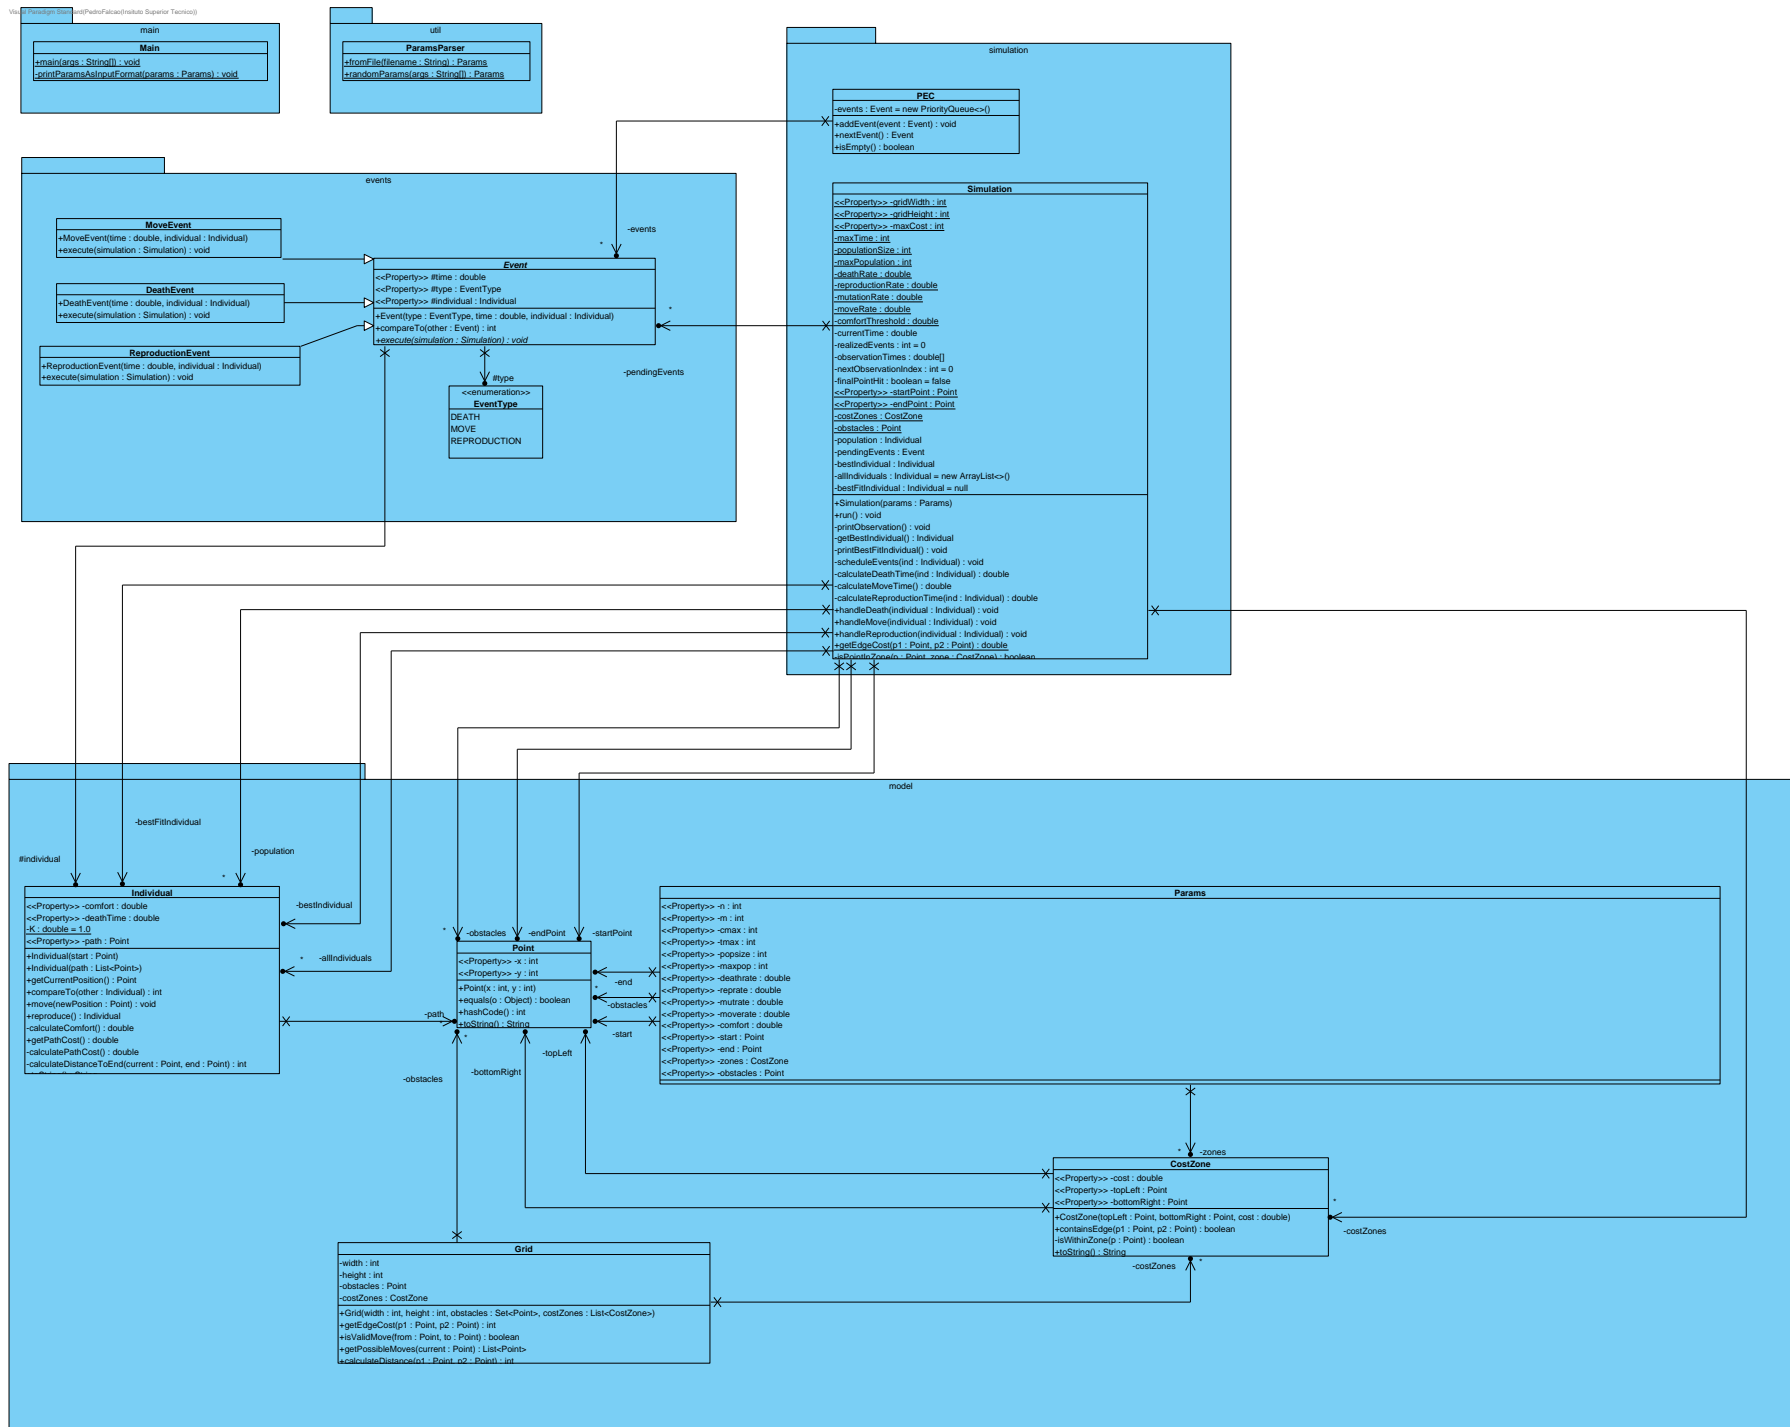 Visual Paradigm Standard(PedroFalcao(Insituto Superior Tecnico))
main
Main
+main(args : String[]) : void
-printParamsAsInputFormat(params : Params) : void
util
ParamsParser
+fromFile(filename : String) : Params
+randomParams(args : String[]) : Params
simulation
PEC
-events : Event = new PriorityQueue<>()
+addEvent(event : Event) : void
+nextEvent() : Event
+isEmpty() : boolean
events
MoveEvent
+MoveEvent(time : double, individual : Individual)
+execute(simulation : Simulation) : void
DeathEvent
+DeathEvent(time : double, individual : Individual)
+execute(simulation : Simulation) : void
ReproductionEvent
+ReproductionEvent(time : double, individual : Individual)
+execute(simulation : Simulation) : void
-events
*
Event
<<Property>> #time : double
<<Property>> #type : EventType
<<Property>> #individual : Individual
+Event(type : EventType, time : double, individual : Individual)
+compareTo(other : Event) : int
+execute(simulation : Simulation) : void
*
-pendingEvents
#type
<<enumeration>>
EventType
DEATH
MOVE
REPRODUCTION
Simulation
<<Property>> -gridWidth : int
<<Property>> -gridHeight : int
<<Property>> -maxCost : int
-maxTime : int
-populationSize : int
-maxPopulation : int
-deathRate : double
-reproductionRate : double
-mutationRate : double
-moveRate : double
-comfortThreshold : double
-currentTime : double
-realizedEvents : int = 0
-observationTimes : double[]
-nextObservationIndex : int = 0
-finalPointHit : boolean = false
<<Property>> -startPoint : Point
<<Property>> -endPoint : Point
-costZones : CostZone
-obstacles : Point
-population : Individual
-pendingEvents : Event
-bestIndividual : Individual
-allIndividuals : Individual = new ArrayList<>()
-bestFitIndividual : Individual = null
+Simulation(params : Params)
+run() : void
-printObservation() : void
-getBestIndividual() : Individual
-printBestFitIndividual() : void
-scheduleEvents(ind : Individual) : void
-calculateDeathTime(ind : Individual) : double
-calculateMoveTime() : double
-calculateReproductionTime(ind : Individual) : double
+handleDeath(individual : Individual) : void
+handleMove(individual : Individual) : void
+handleReproduction(individual : Individual) : void
+getEdgeCost(p1 : Point, p2 : Point) : double
-isPointInZone(p : Point, zone : CostZone) : boolean
model
-bestFitIndividual
#individual
-population
*
Individual
<<Property>> -comfort : double
<<Property>> -deathTime : double
-K : double = 1.0
<<Property>> -path : Point
+Individual(start : Point)
+Individual(path : List<Point>)
+getCurrentPosition() : Point
+compareTo(other : Individual) : int
+move(newPosition : Point) : void
+reproduce() : Individual
-calculateComfort() : double
+getPathCost() : double
-calculatePathCost() : double
-calculateDistanceToEnd(current : Point, end : Point) : int
-bestIndividual
*
-allIndividuals
-path
*
*
-obstacles
-endPoint
-startPoint
Point
<<Property>> -x : int
<<Property>> -y : int
+Point(x : int, y : int)
+equals(o : Object) : boolean
+hashCode() : int
+toString() : String
-end
*
-obstacles
-start
Params
<<Property>> -n : int
<<Property>> -m : int
<<Property>> -cmax : int
<<Property>> -tmax : int
<<Property>> -popsize : int
<<Property>> -maxpop : int
<<Property>> -deathrate : double
<<Property>> -reprate : double
<<Property>> -mutrate : double
<<Property>> -moverate : double
<<Property>> -comfort : double
<<Property>> -start : Point
<<Property>> -end : Point
<<Property>> -zones : CostZone
<<Property>> -obstacles : Point
*
-obstacles
-bottomRight
-topLeft
*
-zones
CostZone
<<Property>> -cost : double
<<Property>> -topLeft : Point
<<Property>> -bottomRight : Point
+CostZone(topLeft : Point, bottomRight : Point, cost : double)
+containsEdge(p1 : Point, p2 : Point) : boolean
-isWithinZone(p : Point) : boolean
+toString() : String
*
-costZones
*
-costZones
Grid
-width : int
-height : int
-obstacles : Point
-costZones : CostZone
+Grid(width : int, height : int, obstacles : Set<Point>, costZones : List<CostZone>)
+getEdgeCost(p1 : Point, p2 : Point) : int
+isValidMove(from : Point, to : Point) : boolean
+getPossibleMoves(current : Point) : List<Point>
+calculateDistance(p1 : Point, p2 : Point) : int